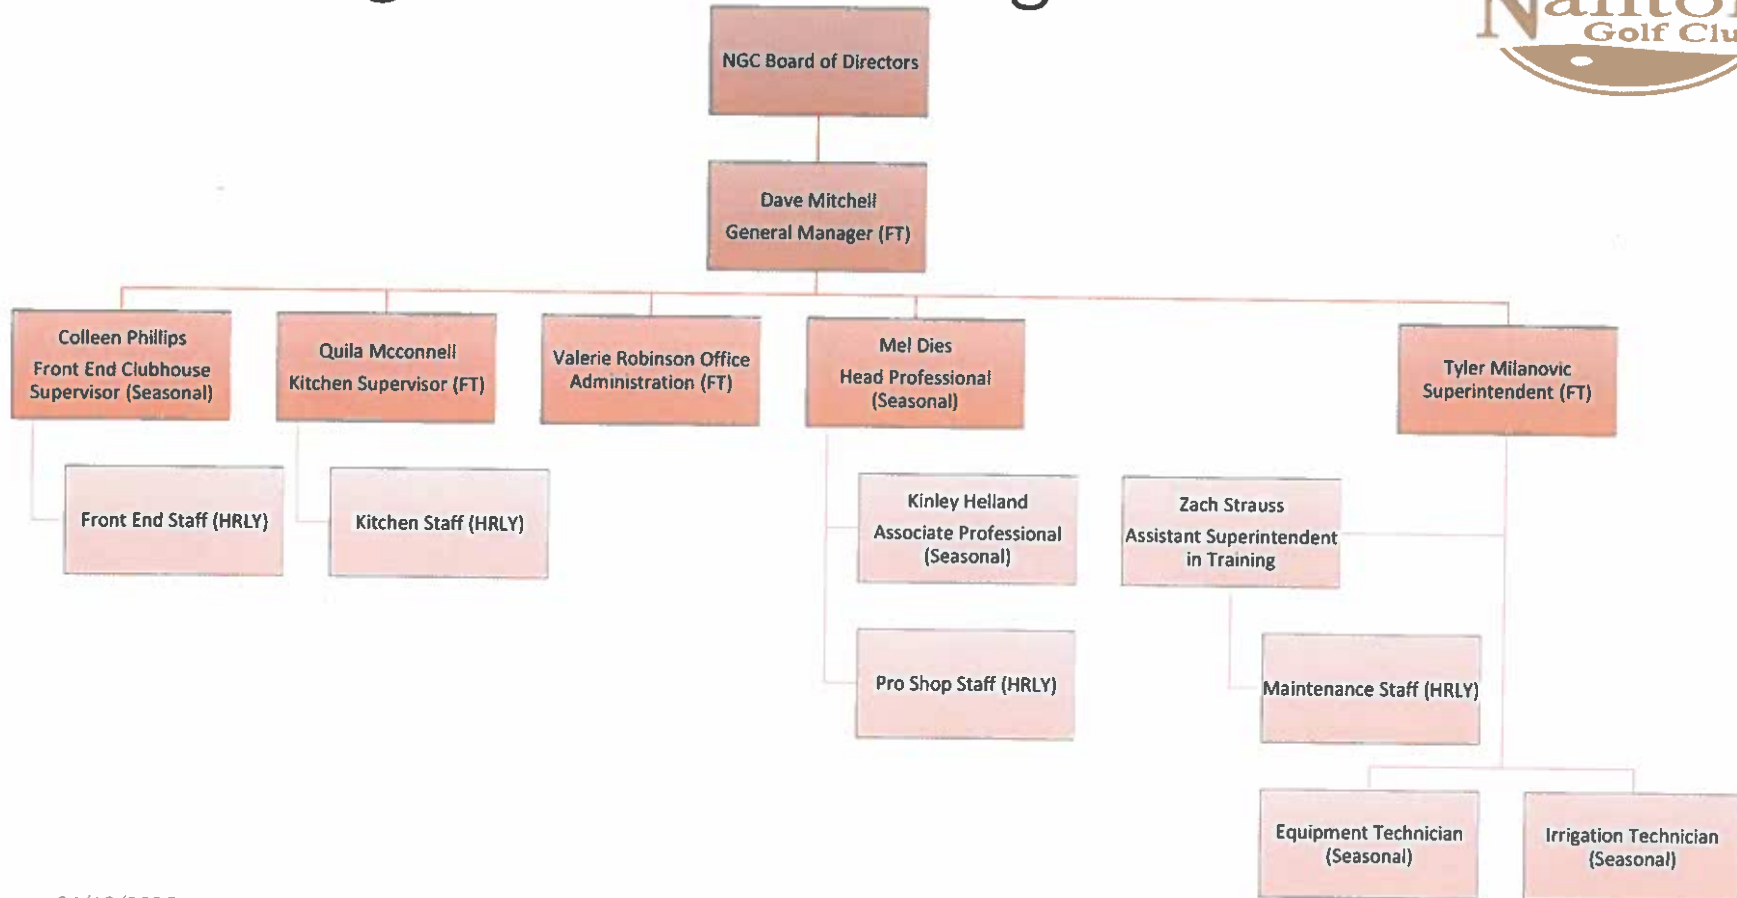 Golf Clu
NGC Board of Directors
Dave Mitchell
General Manager (FT)
Colleen Phillips
Front End Clubhouse
Supervisor (Seasonal)
Quila Mcconnell
Kitchen Supervisor (FT)
Valerie Robinson Office
Administration (FT)
Mel Dies
Head Professional
(Seasonal)
Tyler Milanovic
Superintendent (FT)
Front End Staff (HRLY)
Kitchen Staff (HRLY)
Kinley Helland
Associate Professional
(Seasonal)
Zach Strauss
Assistant Superintendent
in Training
Pro Shop Staff (HRLY)
Maintenance Staff (HRLY)
Equipment Technician
(Seasonal)
Irrigation Technician
(Seasonal)